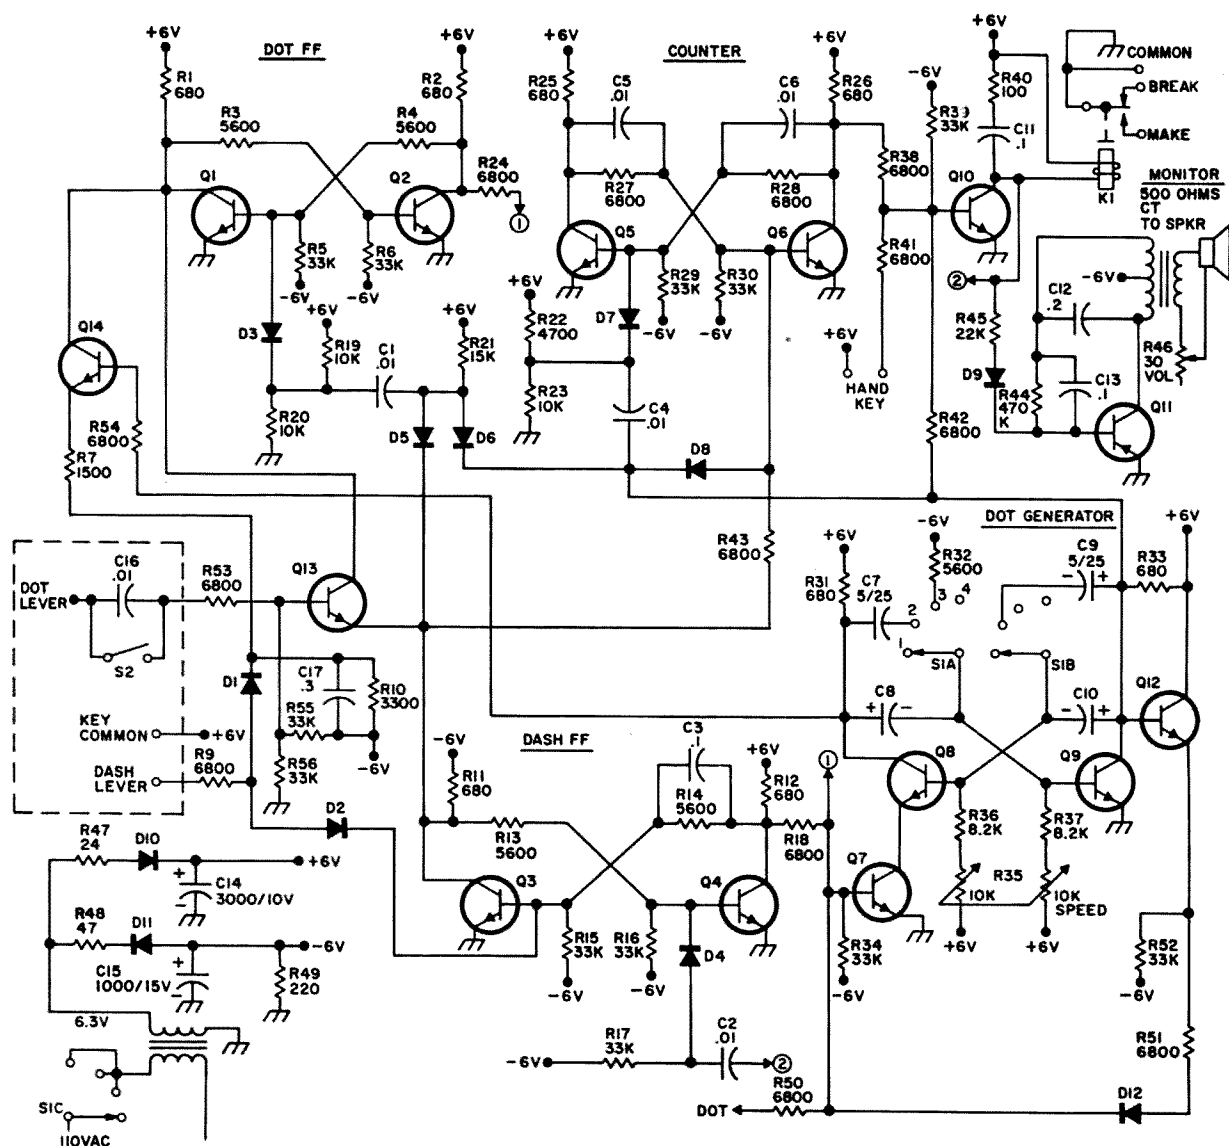 +6V
DOT FF
+6V
+6V
COUNTER
+6V
+6V
COMMON
BREAK
MAKE
R1
680
R2
680
R3
5600
R4
5600
R25
680
C5
.01
C6
.01
R26
680
-6V
R39
33K
R40
100
C11
.1
Q1
Q2
R24
6800
1
R27
6800
R28
6800
R38
6800
Q10
K1
MONITOR
500 OHMS
CT
TO SPKR
R5
33K
R6
33K
-6V
-6V
Q5
Q6
R29
33K
R30
33K
-6V
-6V
R41
6800
2
-6V
C12
.2
Q14
D3
+6V
R19
10K
C1
.01
+6V
R21
15K
+6V
R22
4700
D7
+6V
HAND
KEY
R45
22K
D9
R44
470
K
C13
.1
R46
30
VOL
Q11
R54
6800
R7
1500
R20
10K
D5
D6
R23
10K
C4
.01
D8
R42
6800
R43
6800
DOT GENERATOR
+6V
-6V
R32
5600
+6V
R31
680
C7
5/25
C9
5/25
- +
R33
680
1
2
3
4
S1A
S1B
DOT
LEVER
C16
.01
S2
R53
6800
Q13
D1
C17
.3
R10
3300
R55
33K
-6V
R56
33K
KEY
COMMON
+6V
DASH
LEVER
R9
6800
C8
+ -
C10
- +
Q12
DASH FF
-6V
R11
680
C3
.1
+6V
R12
680
1
Q8
Q9
R13
5600
R14
5600
R18
6800
R36
8.2K
R37
8.2K
D2
Q3
Q4
Q7
R35
10K
10K
SPEED
+6V
+6V
R47
24
D10
+6V
+
C14
3000/10V
-
R48
47
D11
-6V
+
C15
1000/15V
-
R49
220
R15
33K
R16
33K
-6V
-6V
D4
R34
33K
-6V
R52
33K
-6V
6.3V
-6V
R17
33K
C2
.01
2
R51
6800
S1C
110VAC
DOT
R50
6800
D12